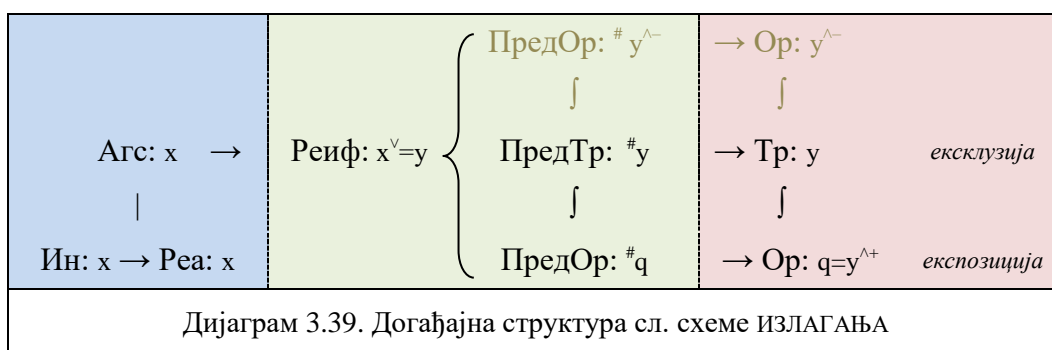 ПредОр: # y^– → Ор: y^–
∫ ∫
Агс: x → Реиф: x˅=y { ПредТр: #y → Тр: y ексклузија
| ∫ ∫
Ин: x → Реа: x ПредОр: #q → Ор: q=y^+ експозиција
Дијаграм 3.39. Догађајна структура сл. схеме ИЗЛАГАЊА